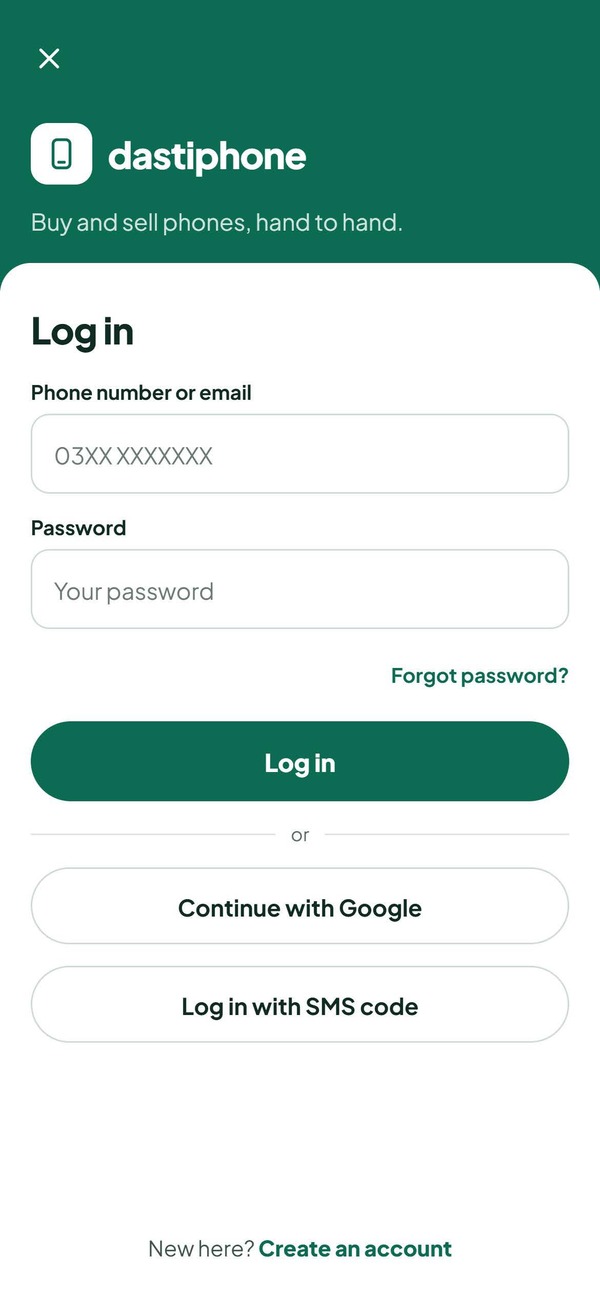 dastiphone
Buy and sell phones, hand to hand.
Log in
Phone number or email
03XX XXXXXXX
Password
Your password
Forgot password?
Log in
or
Continue with Google
Log in with SMS code
New here? Create an account